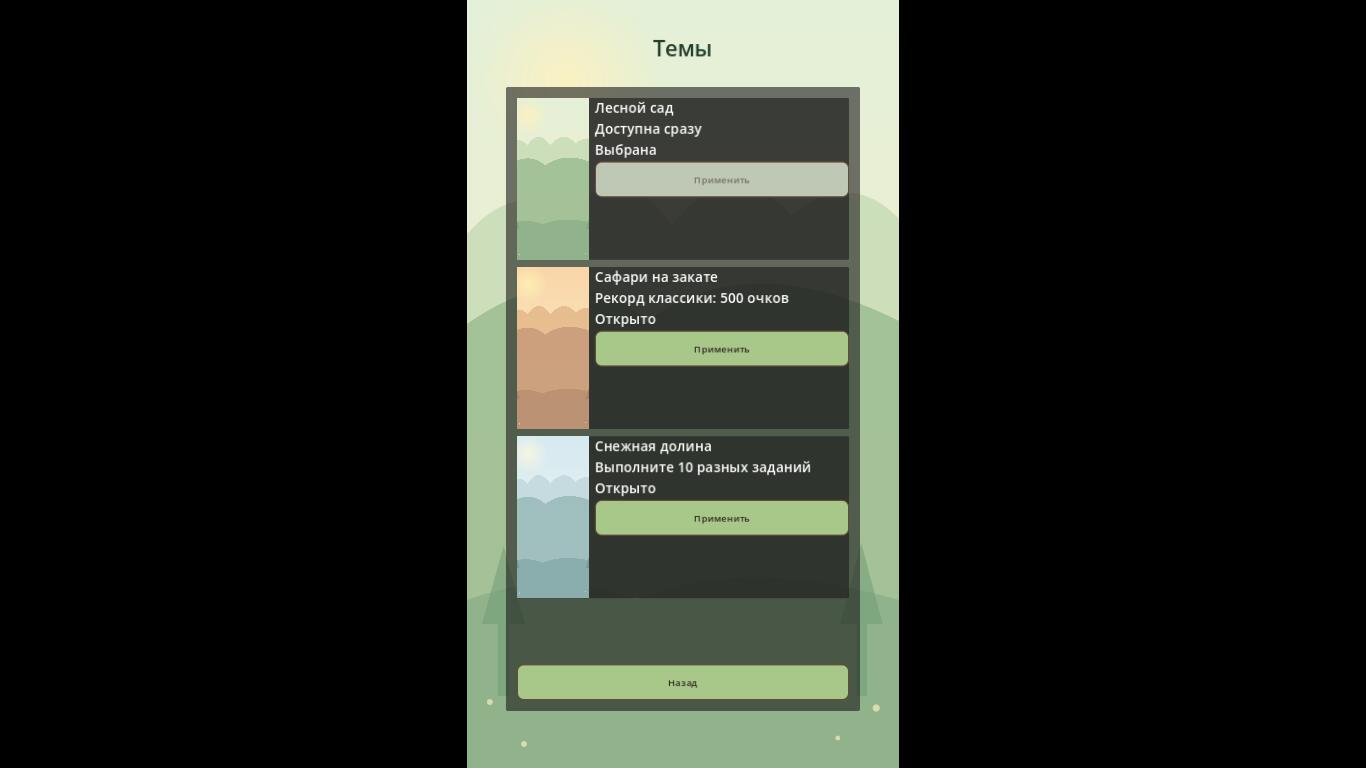 Темы
Лесной сад
Доступна сразу
Выбрана
Применить
Сафари на закате
Рекорд классики: 500 очков
Открыто
Применить
Снежная долина
Выполните 10 разных заданий
Открыто
Применить
Назад